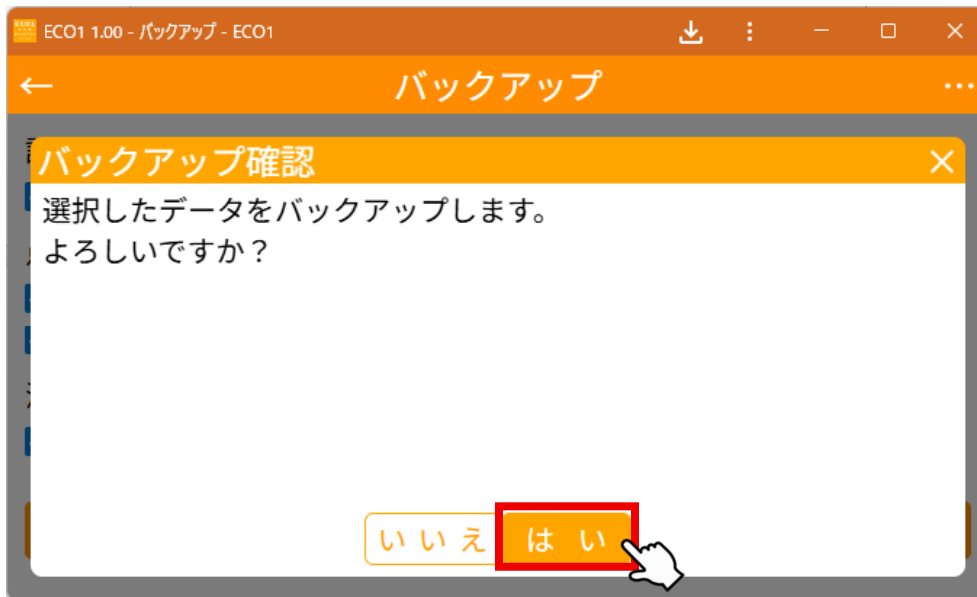 ECO1 1.00 - バックアップ - ECO1
バックアップ
バックアップ確認
選択したデータをバックアップします。
よろしいですか？
いいえ
はい